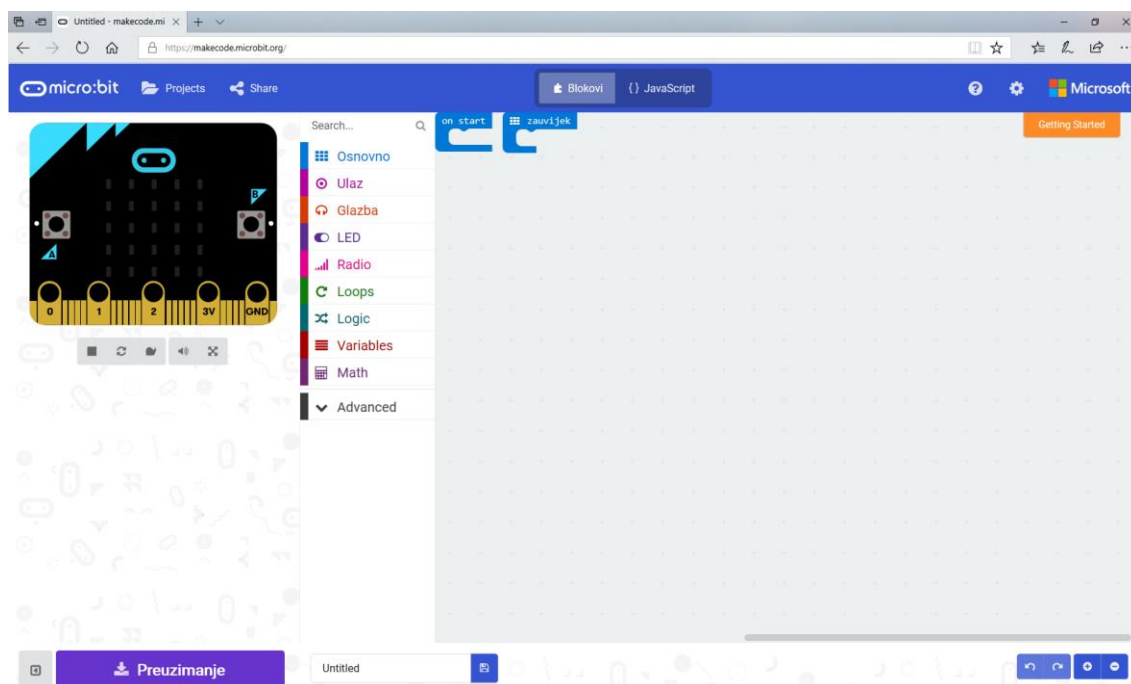 Untitled - makecode.mi
https://makecode.microbit.org/
micro:bit Projects Share Blokovi {} JavaScript Microsoft
Search... on start zauvijek Getting Started
Osnovno
Ulaz
Glazba
LED
Radio
Loops
Logic
Variables
Math
Advanced
B
A
0 1 2 3V GND
Preuzimanje Untitled